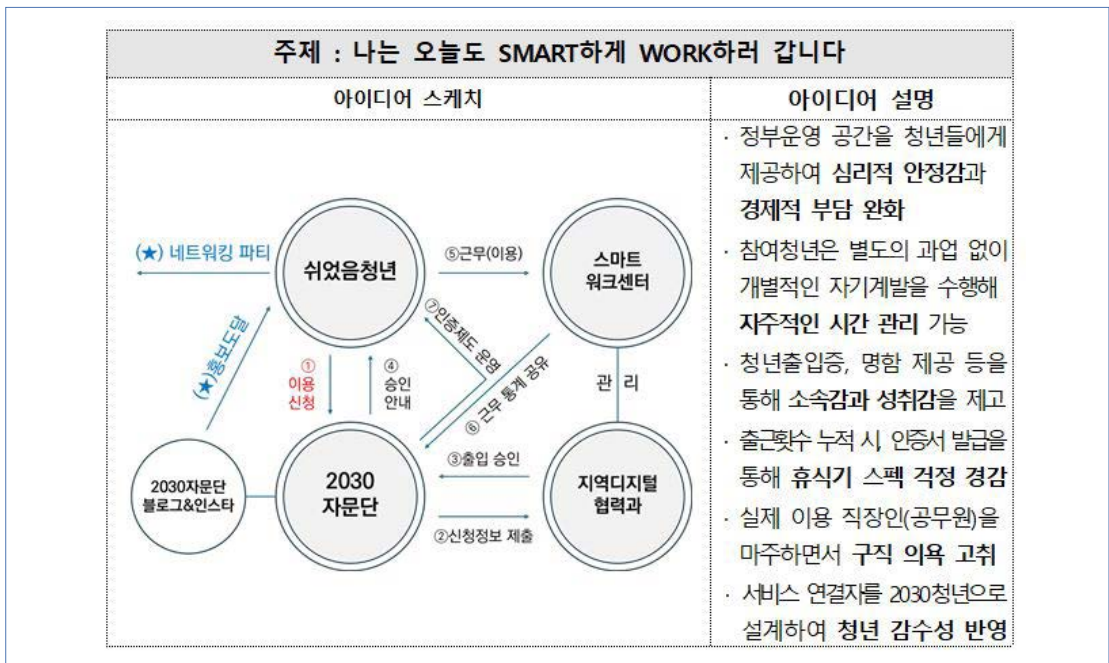 주제 : 나는 오늘도 SMART하게 WORK하러 갑니다
아이디어 스케치
아이디어 설명
(★) 네트워킹 파티
쉬었음청년
⑤근무(이용)
스마트
워크센터
(★)홍보도달
①
이용
신청
④
승인
안내
⑦인증제도 운영
⑥ 근무 통계 공유
관 리
2030자문단
블로그&인스타
2030
자문단
③출입 승인
②신청정보 제출
지역디지털
협력과
· 정부운영 공간을 청년들에게
제공하여 심리적 안정감과
경제적 부담 완화
· 참여청년은 별도의 과업 없이
개별적인 자기계발을 수행해
자주적인 시간 관리 가능
· 청년출입증, 명함 제공 등을
통해 소속감과 성취감을 제고
· 출근횟수 누적 시, 인증서 발급을
통해 휴식기 스펙 걱정 경감
· 실제 이용 직장인(공무원)을
마주하면서 구직 의욕 고취
· 서비스 연결자를 2030청년으로
설계하여 청년 감수성 반영